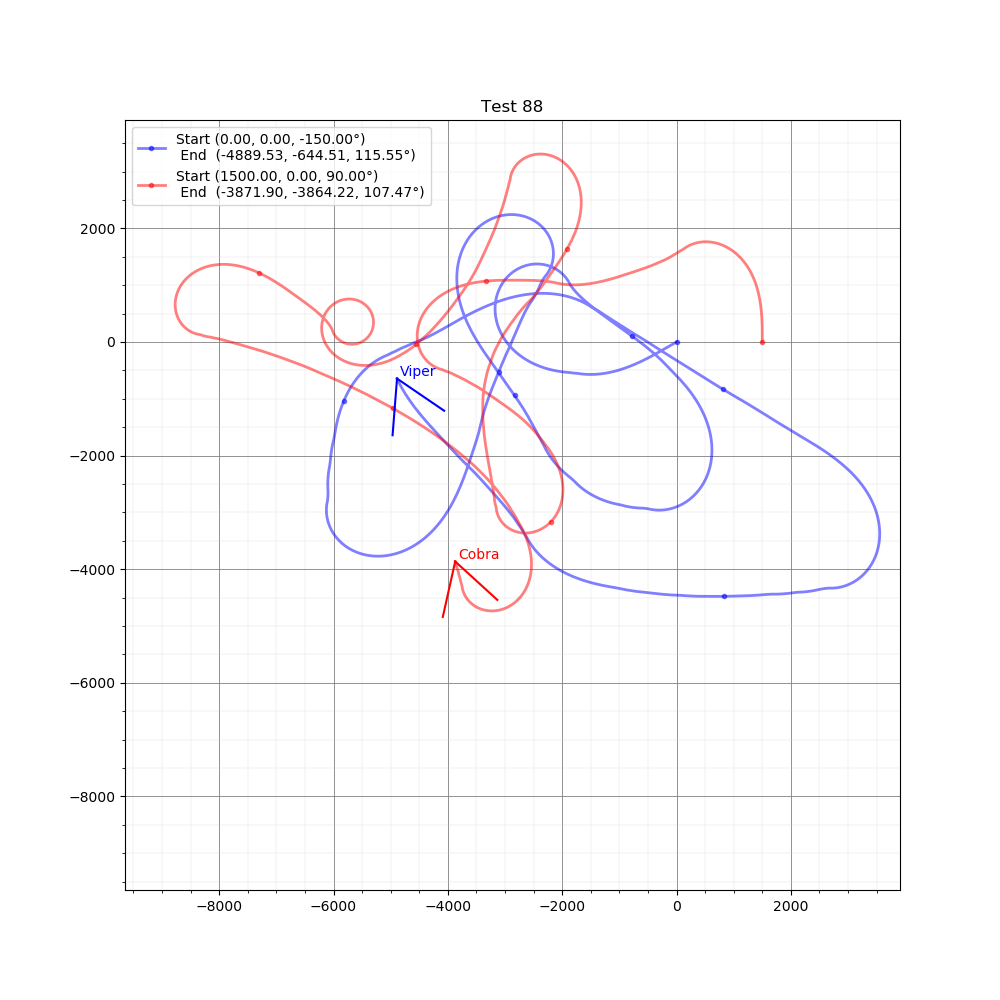 Test 88
Start (0.00, 0.00, -150.00°)
End  (-4889.53, -644.51, 115.55°)
Start (1500.00, 0.00, 90.00°)
End  (-3871.90, -3864.22, 107.47°)
2000
0
−2000
−4000
−6000
−8000
Viper
Cobra
−8000
−6000
−4000
−2000
0
2000